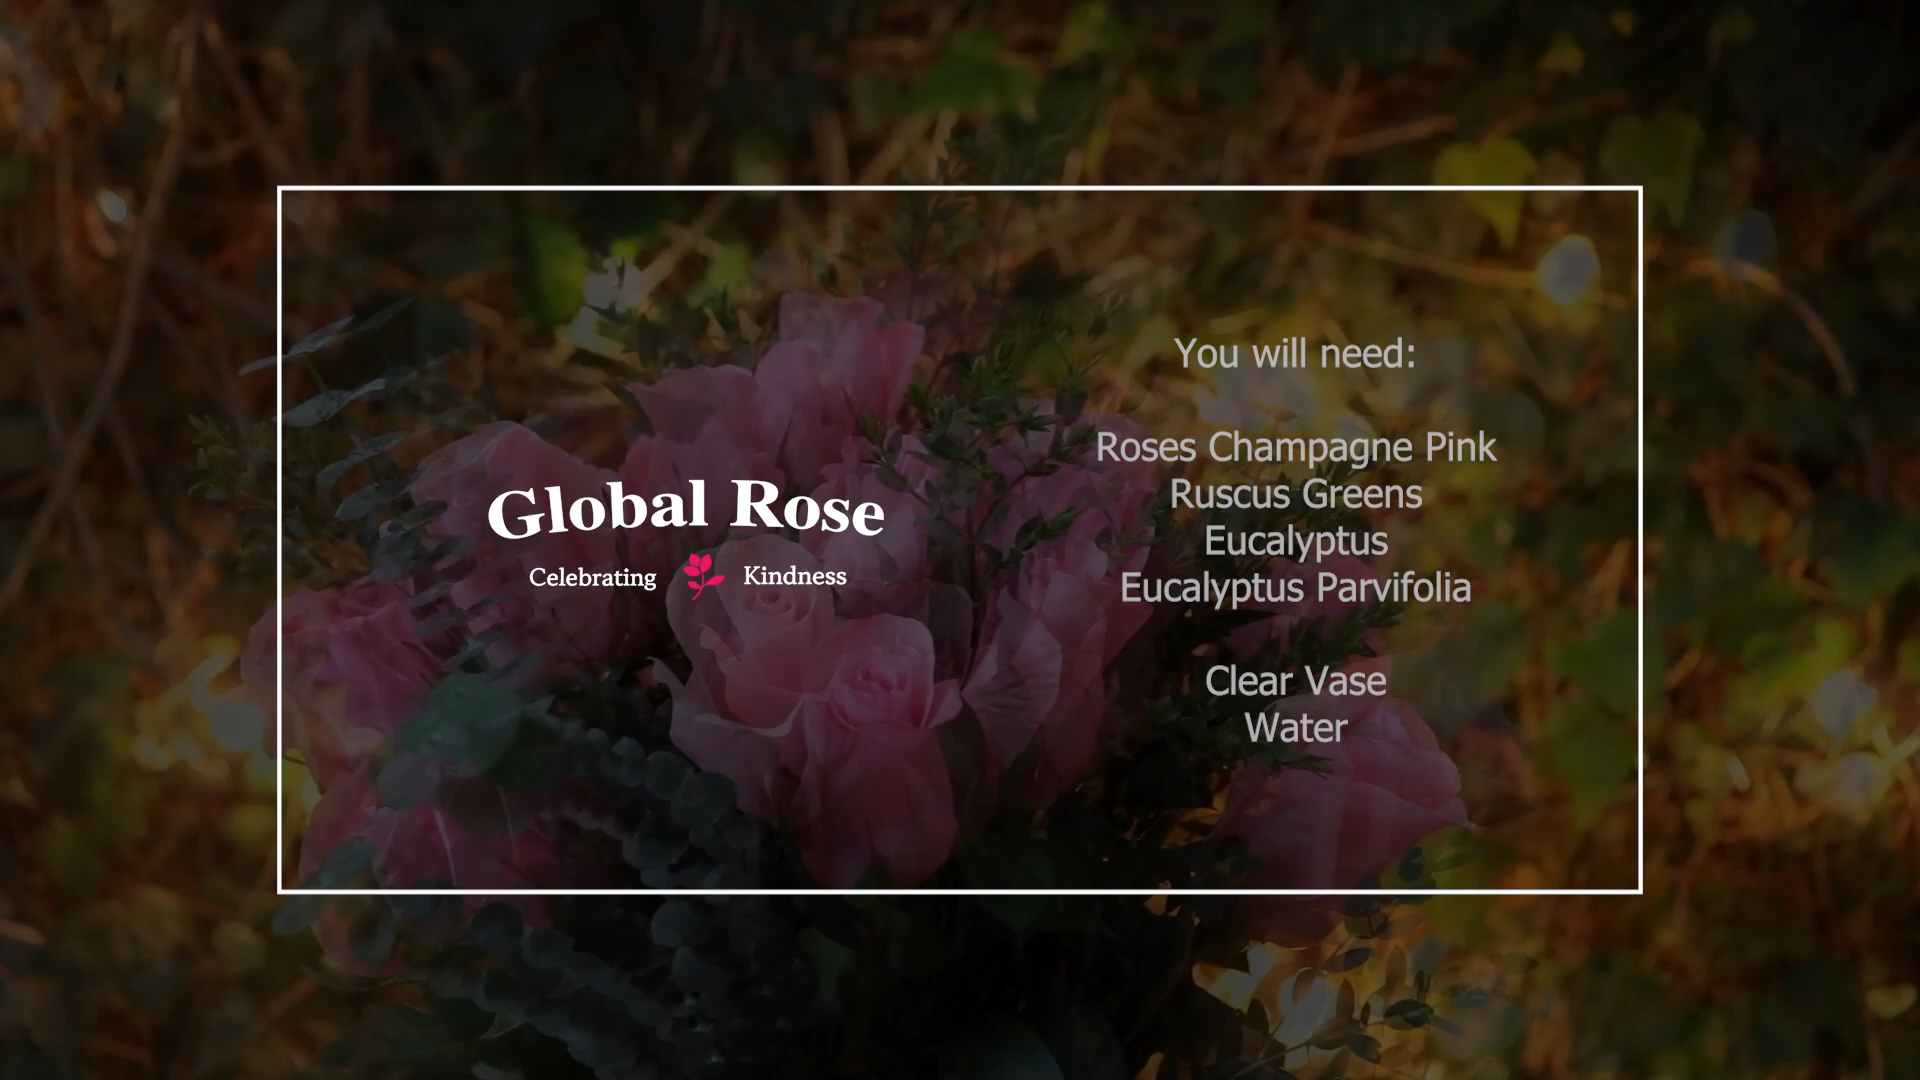 Global Rose
Celebrating Kindness
You will need:
Roses Champagne Pink
Ruscus Greens
Eucalyptus
Eucalyptus Parvifolia
Clear Vase
Water